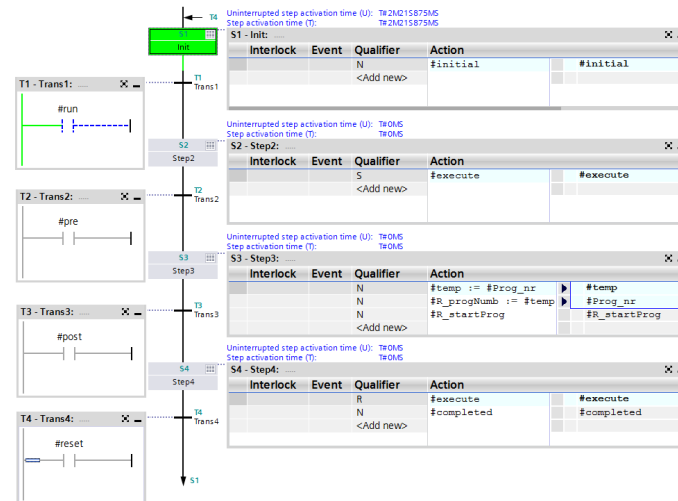 T4
Uninterrupted step activation time (U): T#2M21S875MS
Step activation time (T): T#2M21S875MS
S1
Init
S1 - Init:
Interlock Event Qualifier Action
N #initial #initial
<Add new>
T1 - Trans1:
#run
T1
Trans1
Uninterrupted step activation time (U): T#0MS
Step activation time (T): T#0MS
S2
Step2
S2 - Step2:
Interlock Event Qualifier Action
S #execute #execute
<Add new>
T2 - Trans2:
#pre
T2
Trans2
Uninterrupted step activation time (U): T#0MS
Step activation time (T): T#0MS
S3
Step3
S3 - Step3:
Interlock Event Qualifier Action
N #temp := #Prog_nr #temp
N #R_progNumb := #temp #Prog_nr
N #R_startProg #R_startProg
<Add new>
T3 - Trans3:
#post
T3
Trans3
Uninterrupted step activation time (U): T#0MS
Step activation time (T): T#0MS
S4
Step4
S4 - Step4:
Interlock Event Qualifier Action
R #execute #execute
N #completed #completed
<Add new>
T4 - Trans4:
#reset
T4
Trans4
S1